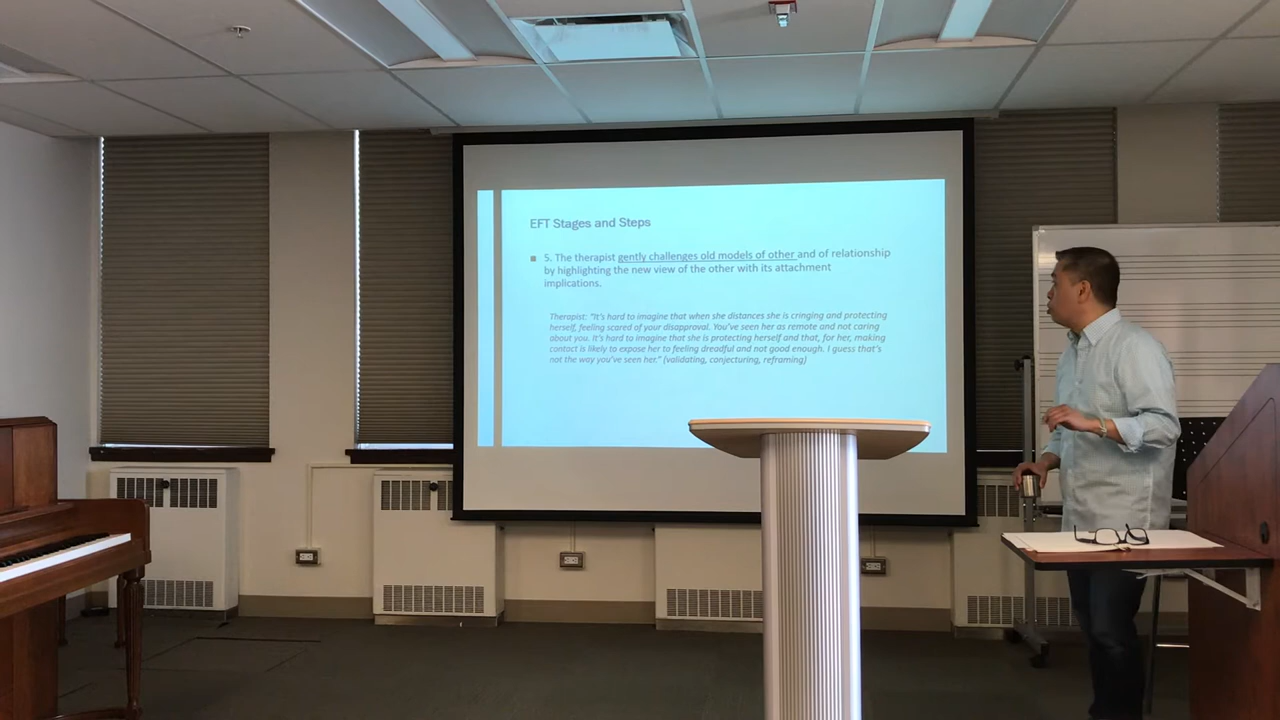 EFT Stages and Steps
5. The therapist gently challenges old models of other and of relationship
by highlighting the new view of the other with its attachment
implications.
Therapist: "It's hard to imagine that when she distances she is cringing and protecting
herself, feeling scared of your disapproval. You've seen her as remote and not caring
about you. It's hard to imagine that she is protecting herself and that, for her, making
contact is likely to expose her to feeling dreadful and not good enough. I guess that's
not the way you've seen her." (validating, conjecturing, reframing)